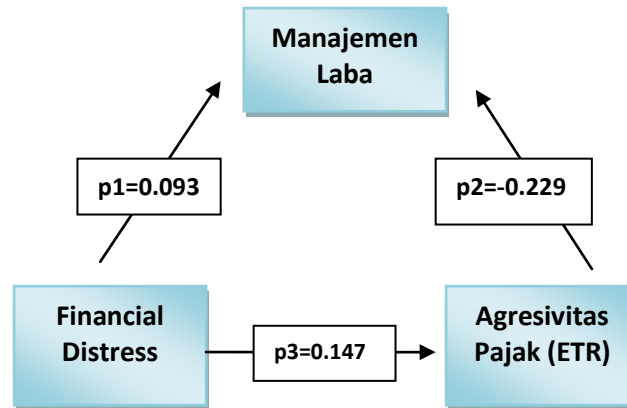 Manajemen
Laba
p1=0.093
p2=-0.229
Financial
Distress
p3=0.147
Agresivitas
Pajak (ETR)